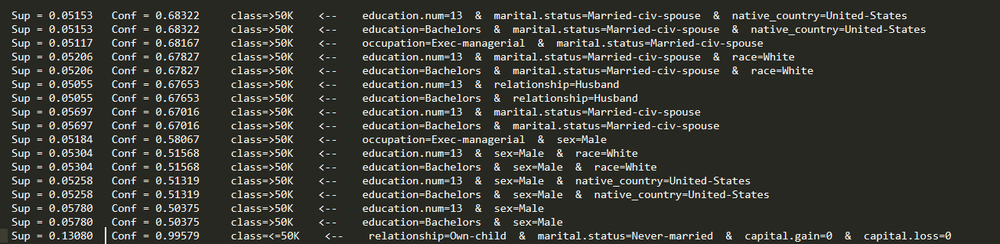 Sup = 0.05153 Conf = 0.68322 class=>50K <-- education.num=13 & marital.status=Married-civ-spouse & native_country=United-States
Sup = 0.05153 Conf = 0.68322 class=>50K <-- education=Bachelors & marital.status=Married-civ-spouse & native_country=United-States
Sup = 0.05117 Conf = 0.68167 class=>50K <-- occupation=Exec-managerial & marital.status=Married-civ-spouse
Sup = 0.05206 Conf = 0.67827 class=>50K <-- education.num=13 & marital.status=Married-civ-spouse & race=White
Sup = 0.05206 Conf = 0.67827 class=>50K <-- education=Bachelors & marital.status=Married-civ-spouse & race=White
Sup = 0.05055 Conf = 0.67653 class=>50K <-- education.num=13 & relationship=Husband
Sup = 0.05055 Conf = 0.67653 class=>50K <-- education=Bachelors & relationship=Husband
Sup = 0.05697 Conf = 0.67016 class=>50K <-- education.num=13 & marital.status=Married-civ-spouse
Sup = 0.05697 Conf = 0.67016 class=>50K <-- education=Bachelors & marital.status=Married-civ-spouse
Sup = 0.05184 Conf = 0.58067 class=>50K <-- occupation=Exec-managerial & sex=Male
Sup = 0.05304 Conf = 0.51568 class=>50K <-- education.num=13 & sex=Male & race=White
Sup = 0.05304 Conf = 0.51568 class=>50K <-- education=Bachelors & sex=Male & race=White
Sup = 0.05258 Conf = 0.51319 class=>50K <-- education.num=13 & sex=Male & native_country=United-States
Sup = 0.05258 Conf = 0.51319 class=>50K <-- education=Bachelors & sex=Male & native_country=United-States
Sup = 0.05780 Conf = 0.50375 class=>50K <-- education.num=13 & sex=Male
Sup = 0.05780 Conf = 0.50375 class=>50K <-- education=Bachelors & sex=Male
Sup = 0.13080 Conf = 0.99579 class=<=50K <-- relationship=Own-child & marital.status=Never-married & capital.gain=0 & capital.loss=0